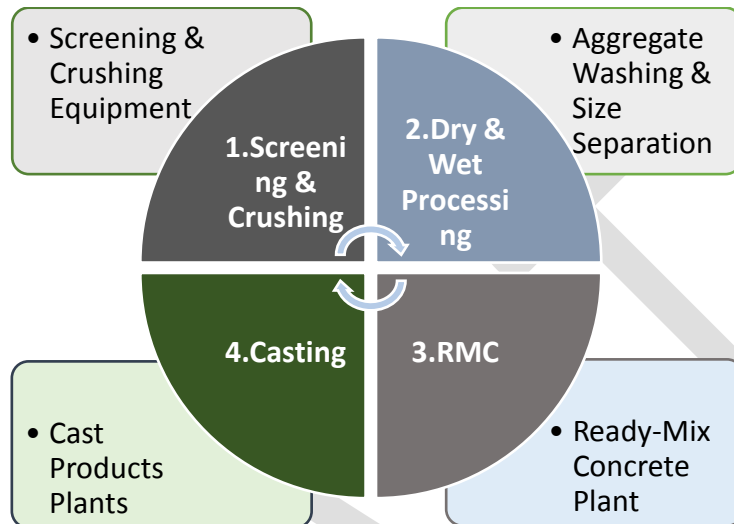 • Screening &
Crushing
Equipment
• Aggregate
Washing &
Size
Separation
1.Screeni
ng &
Crushing
2.Dry &
Wet
Processi
ng
4.Casting
3.RMC
• Cast
Products
Plants
• Ready-Mix
Concrete
Plant